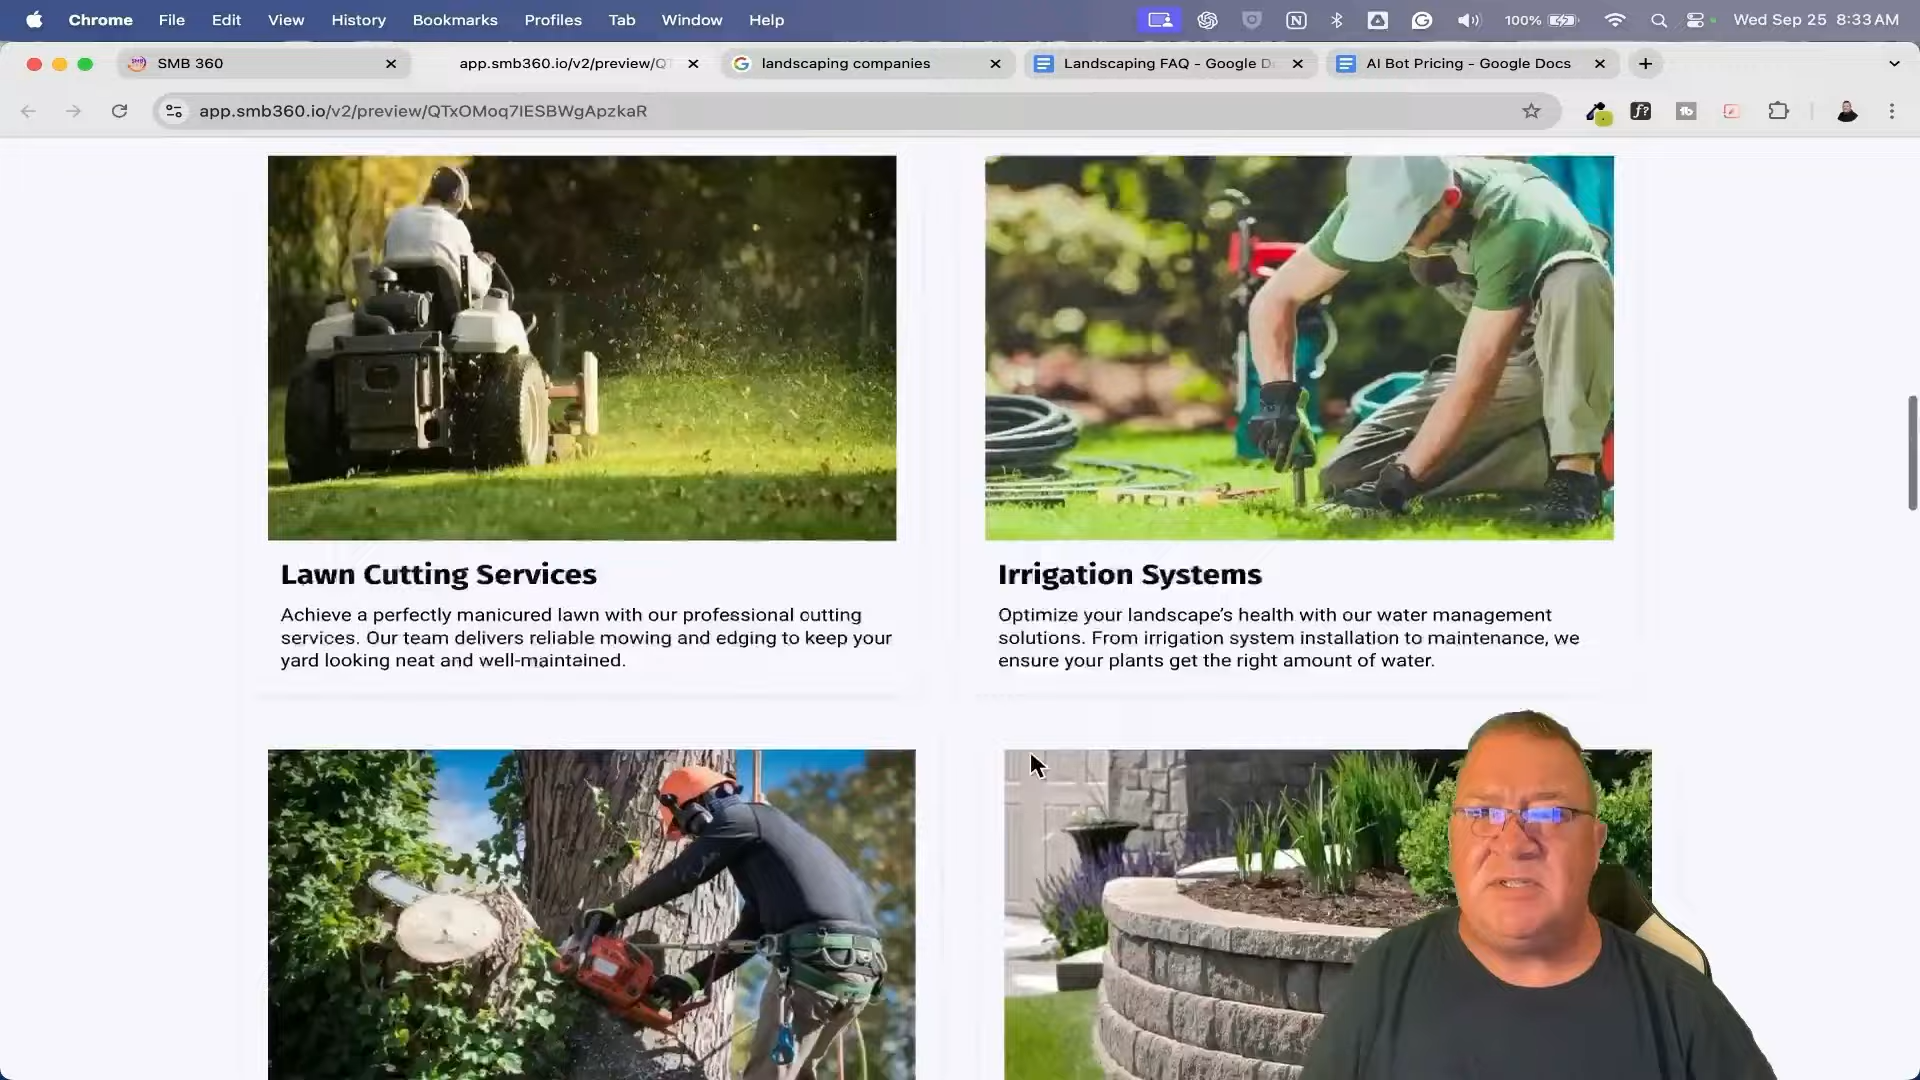 Chrome File Edit View History Bookmarks Profiles Tab Window Help 100% Wed Sep 25 8:33 AM
SMB 360
app.smb360.io/v2/preview/QT
landscaping companies
Landscaping FAQ - Google D
AI Bot Pricing - Google Docs
app.smb360.io/v2/preview/QTxOMoq7IESBWgApzkaR
Lawn Cutting Services
Achieve a perfectly manicured lawn with our professional cutting
services. Our team delivers reliable mowing and edging to keep your
yard looking neat and well-maintained.
Irrigation Systems
Optimize your landscape's health with our water management
solutions. From irrigation system installation to maintenance, we
ensure your plants get the right amount of water.